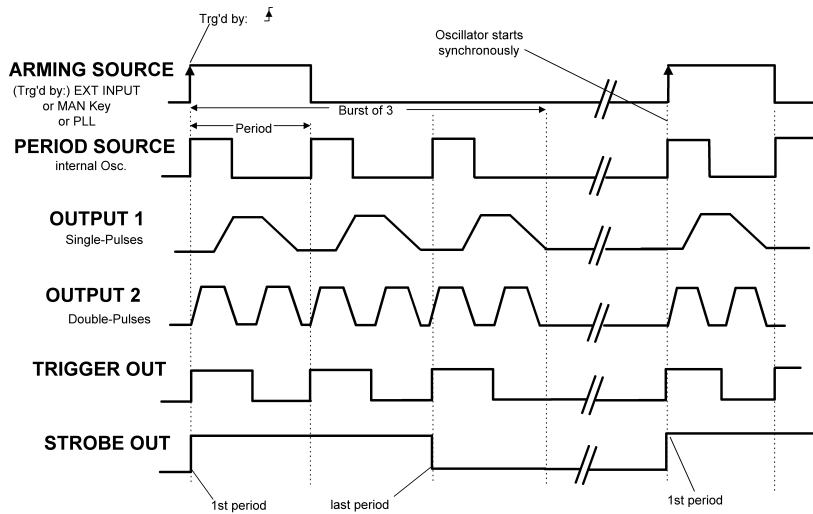 Trg'd by:
Oscillator starts
synchronously
ARMING SOURCE
(Trg'd by:) EXT INPUT
or MAN Key
or PLL
Burst of 3
Period
PERIOD SOURCE
internal Osc.
OUTPUT 1
Single-Pulses
OUTPUT 2
Double-Pulses
TRIGGER OUT
STROBE OUT
1st period
last period
1st period